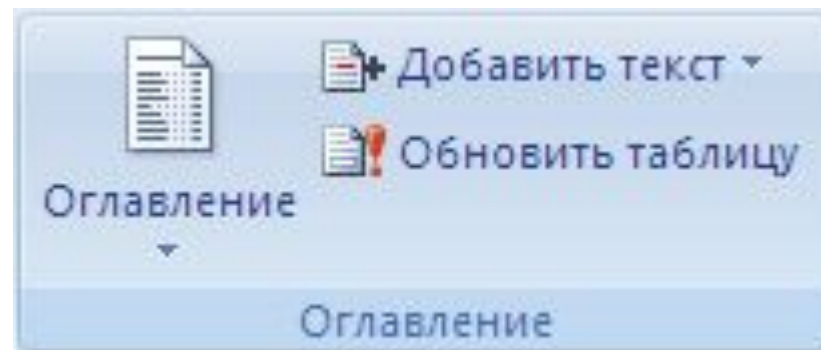 Добавить текст
Обновить таблицу
Оглавление
Оглавление